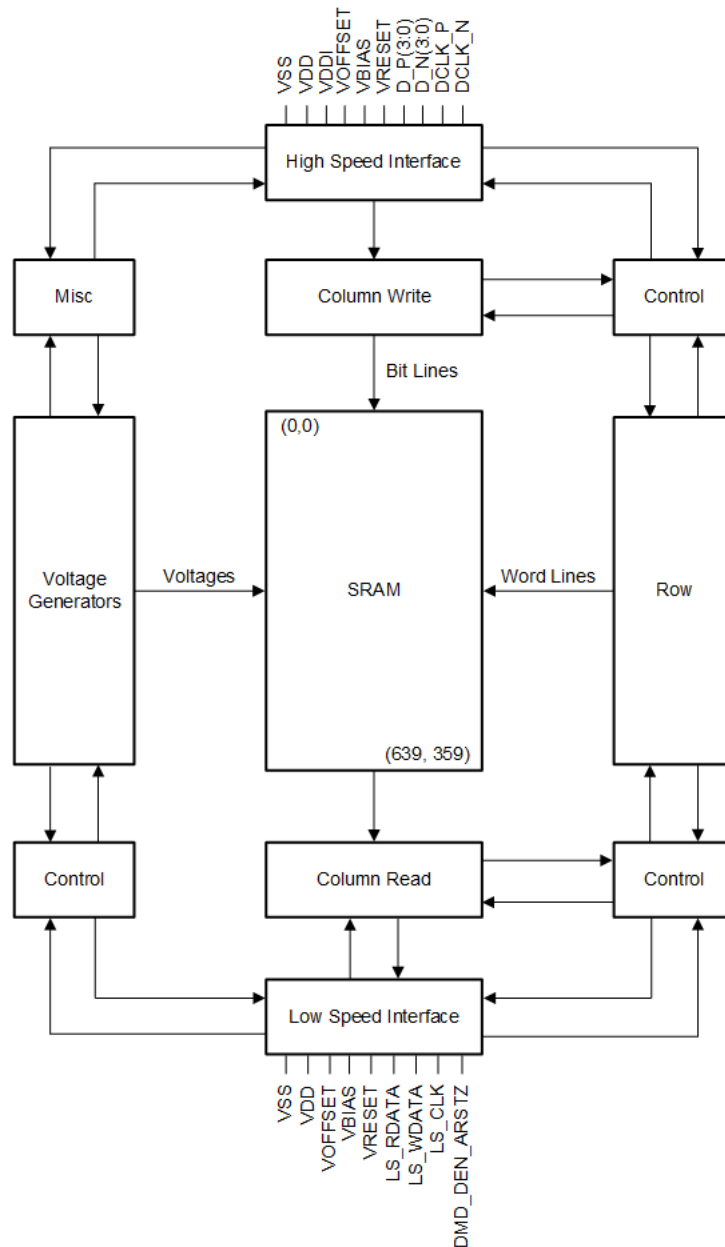 VSS
VDD
VDDI
VOFFSET
VBIAS
VRESET
D_P(3:0)
D_N(3:0)
DCLK_P
DCLK_N
High Speed Interface
Misc
Column Write
Control
Bit Lines
(0,0)
Voltage
Generators
Voltages
SRAM
Word Lines
Row
(639, 359)
Control
Column Read
Control
Low Speed Interface
VSS
VDD
VOFFSET
VBIAS
VRESET
LS_RDATA
LS_WDATA
LS_CLK
DMD_DEN_ARSTZ